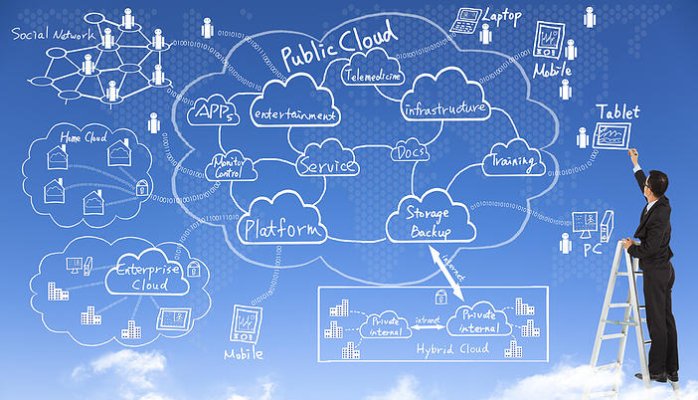 Social Network
Public Cloud
Laptop
Mobile
Telemedicine
APPs
entertainment
infrastructure
Tablet
Home Cloud
Monitor
Control
Service
Docs
Training
Platform
Storage
Backup
PC
Enterprise
Cloud
internet
Mobile
Private
internal
intranet
Private
internal
Hybrid Cloud